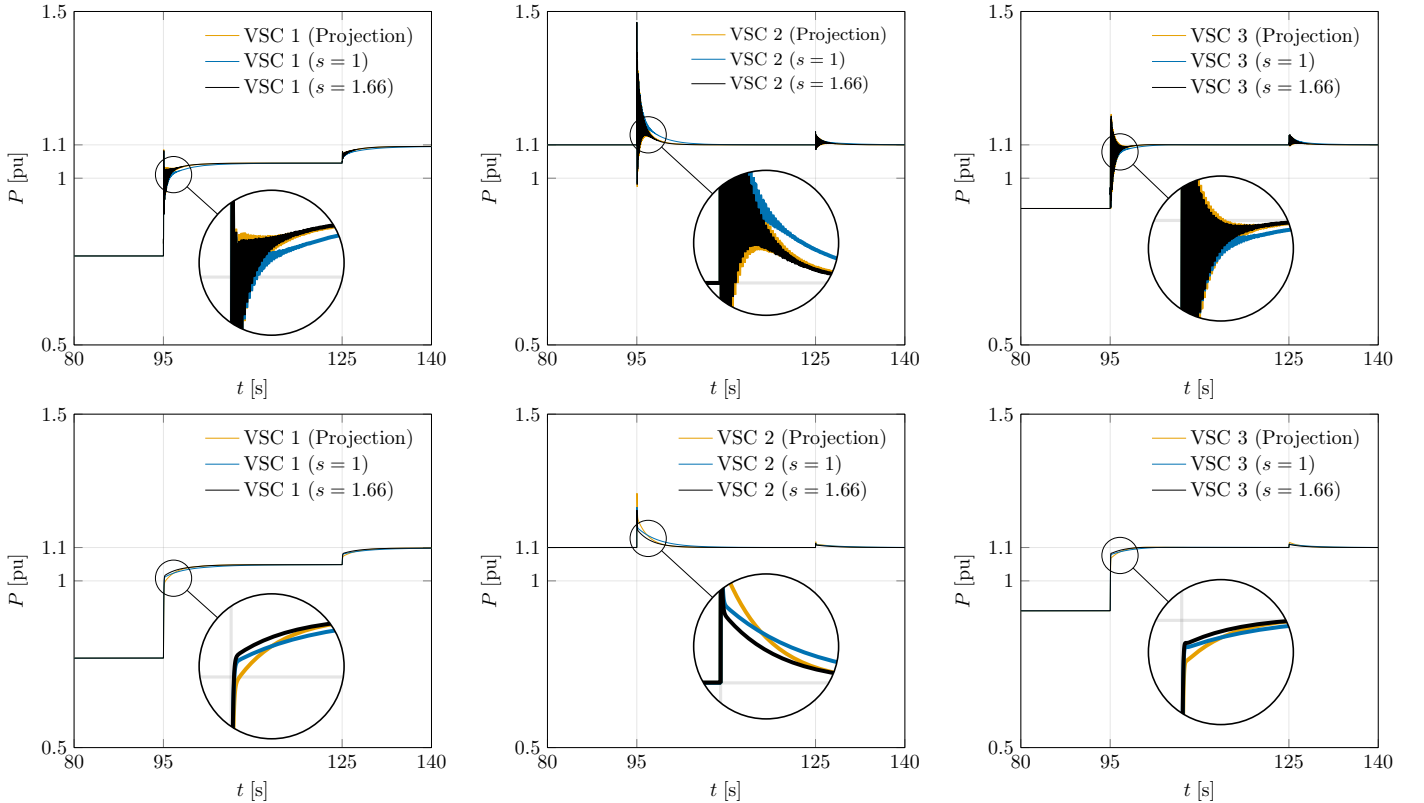 1.5
1.1
1
0.5
P [pu]
VSC 1 (Projection)
VSC 1 (s = 1)
VSC 1 (s = 1.66)
80
95
125
140
t [s]
1.5
1.1
1
0.5
P [pu]
VSC 2 (Projection)
VSC 2 (s = 1)
VSC 2 (s = 1.66)
80
95
125
140
t [s]
1.5
1.1
1
0.5
P [pu]
VSC 3 (Projection)
VSC 3 (s = 1)
VSC 3 (s = 1.66)
80
95
125
140
t [s]
1.5
1.1
1
0.5
P [pu]
VSC 1 (Projection)
VSC 1 (s = 1)
VSC 1 (s = 1.66)
80
95
125
140
t [s]
1.5
1.1
1
0.5
P [pu]
VSC 2 (Projection)
VSC 2 (s = 1)
VSC 2 (s = 1.66)
80
95
125
140
t [s]
1.5
1.1
1
0.5
P [pu]
VSC 3 (Projection)
VSC 3 (s = 1)
VSC 3 (s = 1.66)
80
95
125
140
t [s]